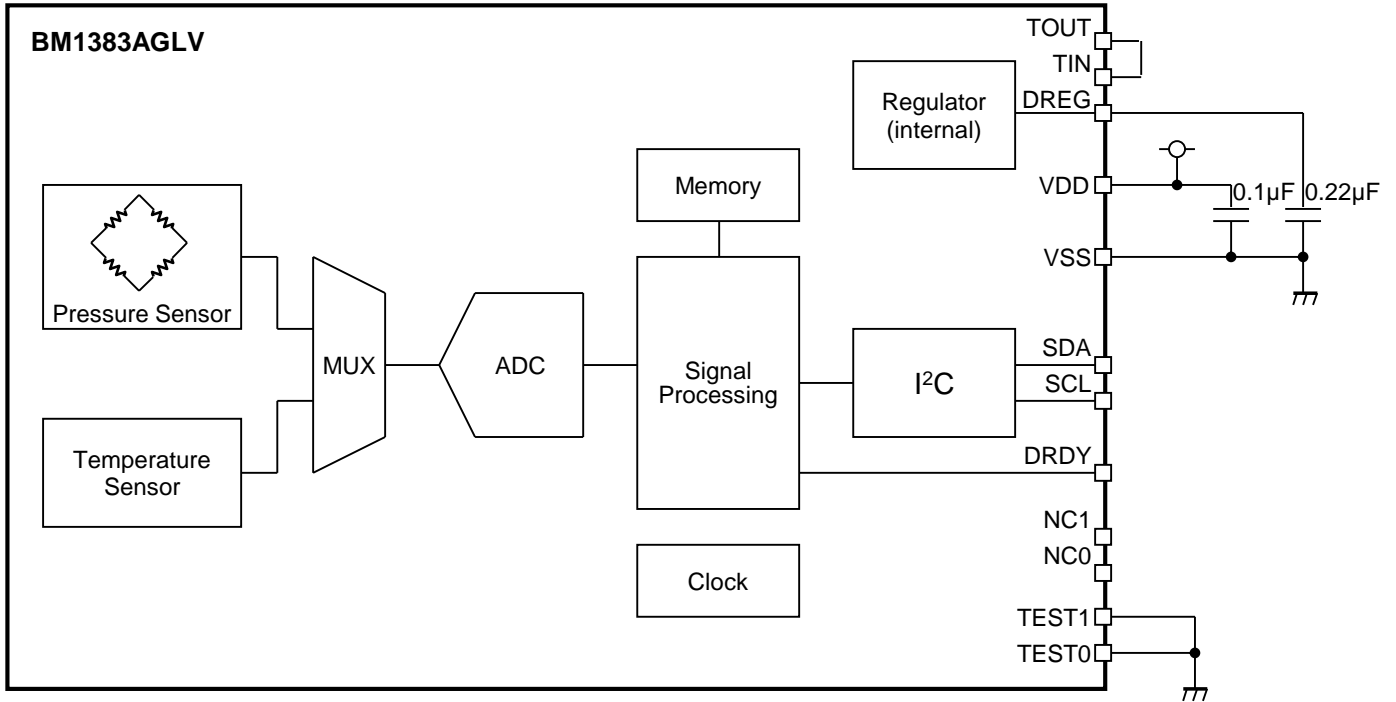 BM1383AGLV
TOUT
TIN
DREG
Regulator
(internal)
Memory
VDD
0.1µF
0.22µF
VSS
Pressure Sensor
MUX
ADC
Signal
Processing
I²C
SDA
SCL
DRDY
Temperature
Sensor
NC1
NC0
Clock
TEST1
TEST0